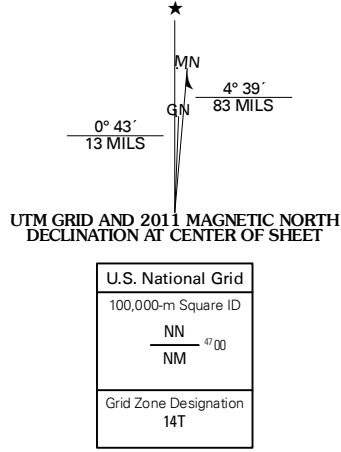 ★
MN
GN
4° 39´
83 MILS
0° 43´
13 MILS
UTM GRID AND 2011 MAGNETIC NORTH
DECLINATION AT CENTER OF SHEET
U.S. National Grid
100,000-m Square ID
NN
4700
NM
Grid Zone Designation
14T